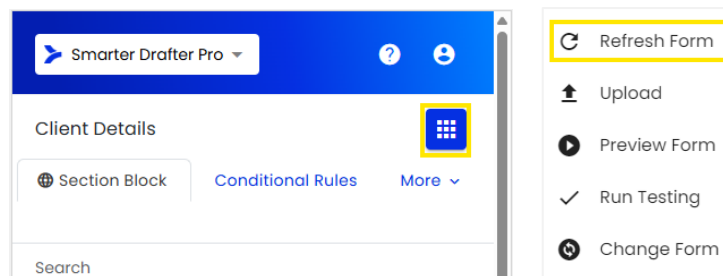 Smarter Drafter Pro
Client Details
Section Block Conditional Rules More
Search
Refresh Form
Upload
Preview Form
Run Testing
Change Form